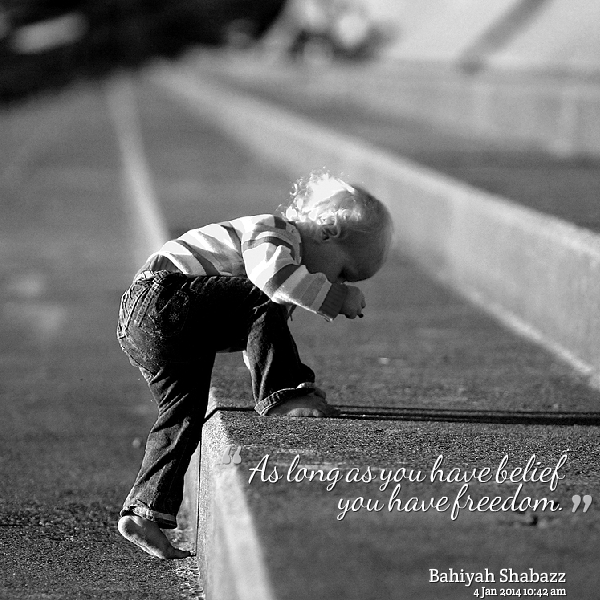 “As long as you have belief
you have freedom.”
Bahiyah Shabazz
4 Jan 2014 10:42 am